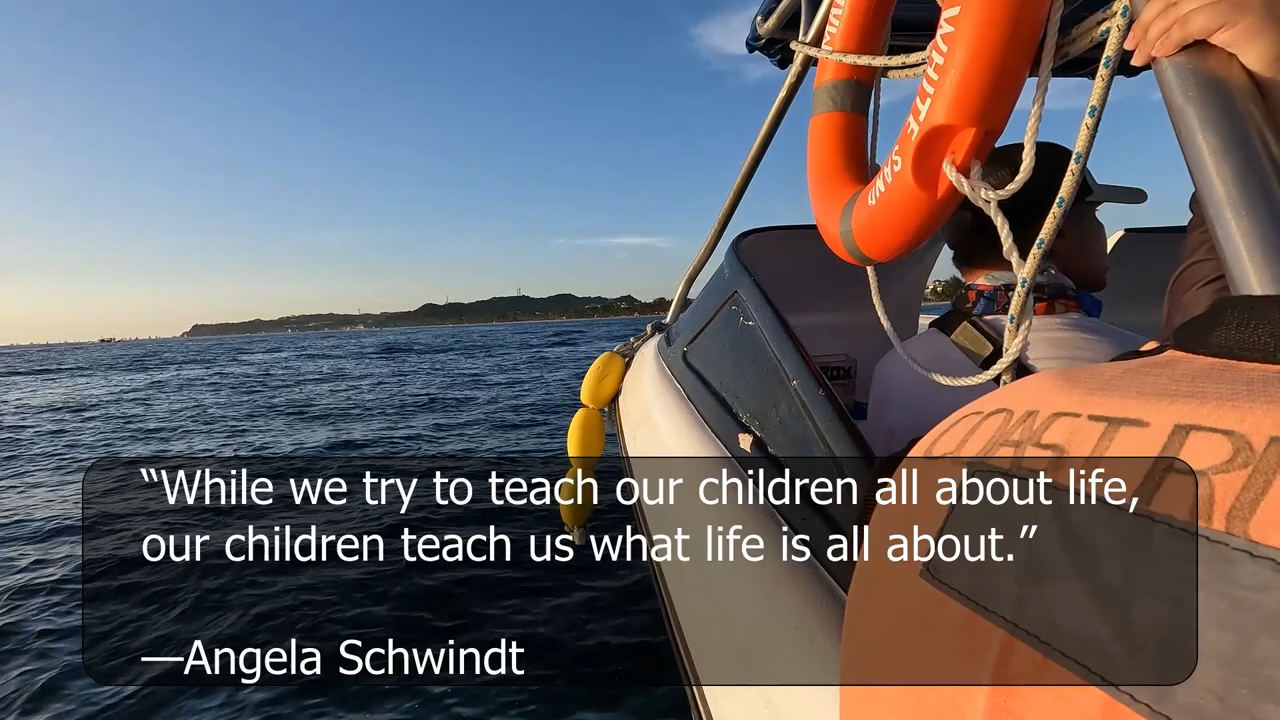 WHITE SAND
COAST
“While we try to teach our children all about life,
our children teach us what life is all about.”
—Angela Schwindt